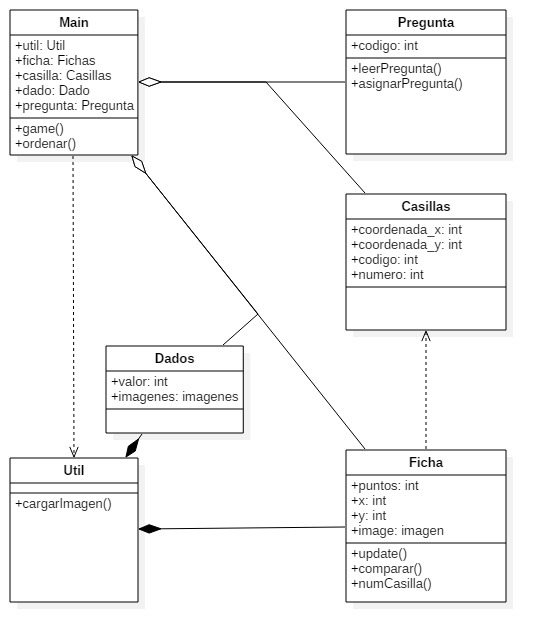 Main
+util: Util
+ficha: Fichas
+casilla: Casillas
+dado: Dado
+pregunta: Pregunta
+game()
+ordenar()
Pregunta
+codigo: int
+leerPregunta()
+asignarPregunta()
Casillas
+coordenada_x: int
+coordenada_y: int
+codigo: int
+numero: int
Dados
+valor: int
+imagenes: imagenes
Util
+cargarImagen()
Ficha
+puntos: int
+x: int
+y: int
+image: imagen
+update()
+comparar()
+numCasilla()